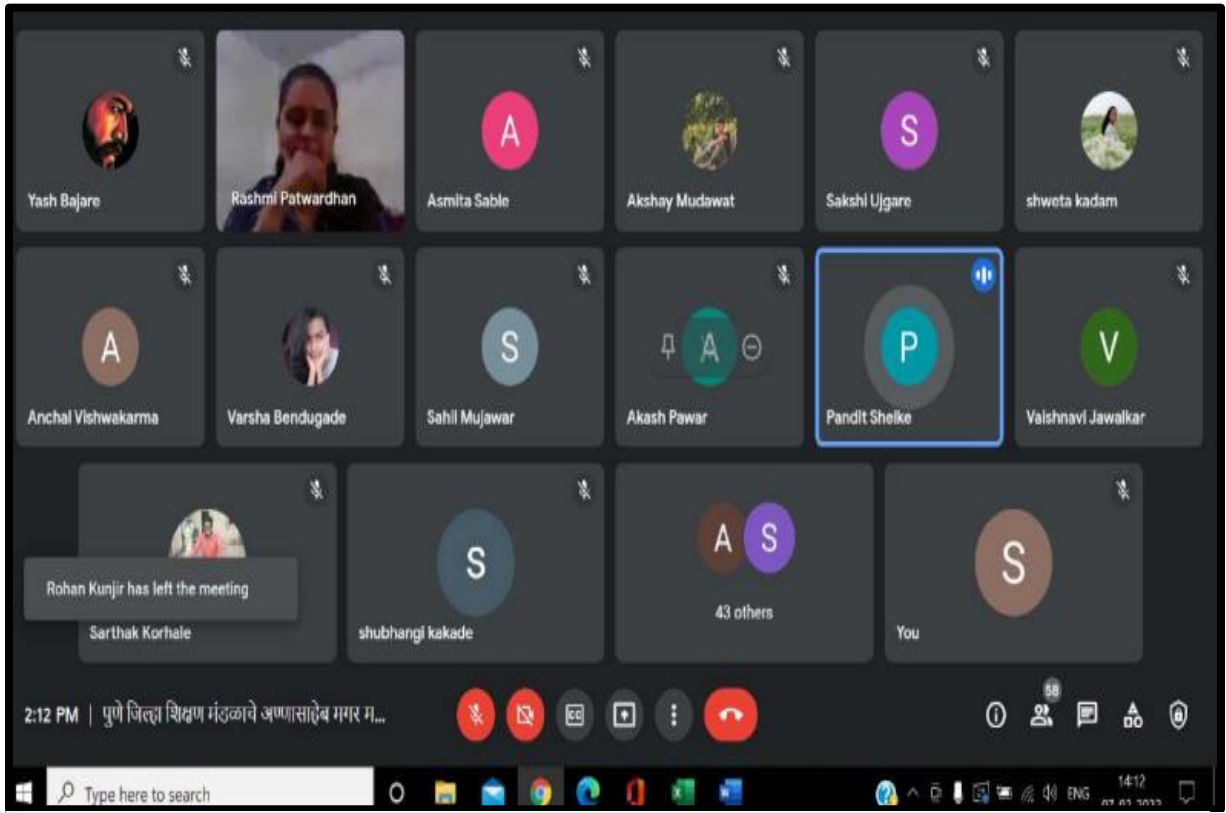 Yash Bajare
Rashmi Patwardhan
A
Asmita Sable
Akshay Mudawat
S
Sakshi Ujgare
shweta kadam
A
Anchal Vishwakarma
Varsha Bendugade
S
Sahil Mujawar
A
Akash Pawar
P
Pandit Shelke
V
Vaishnavi Jawalkar
Rohan Kunjir has left the meeting
Sarthak Korhale
S
shubhangi kakade
A S
43 others
S
You
2:12 PM | पुणे जिल्हा शिक्षण मंडळाचे अण्णासाहेब मगर म...
CC
58
Type here to search
ENG
14:12